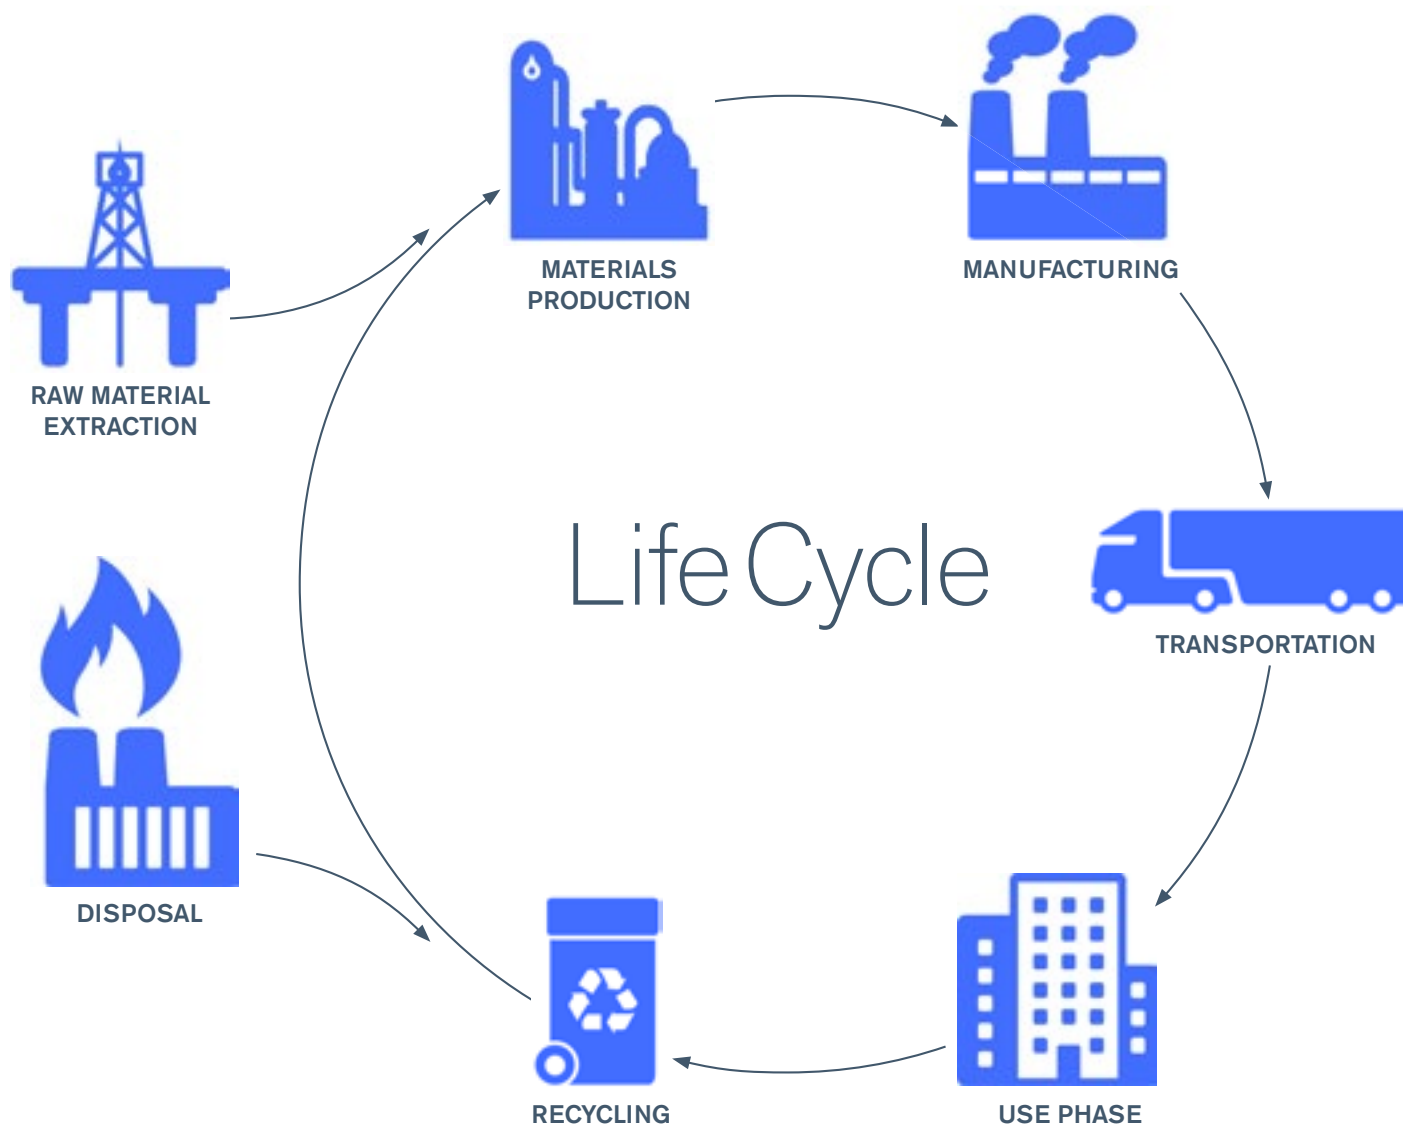 MATERIALS
PRODUCTION
MANUFACTURING
RAW MATERIAL
EXTRACTION
Life Cycle
TRANSPORTATION
DISPOSAL
RECYCLING
USE PHASE